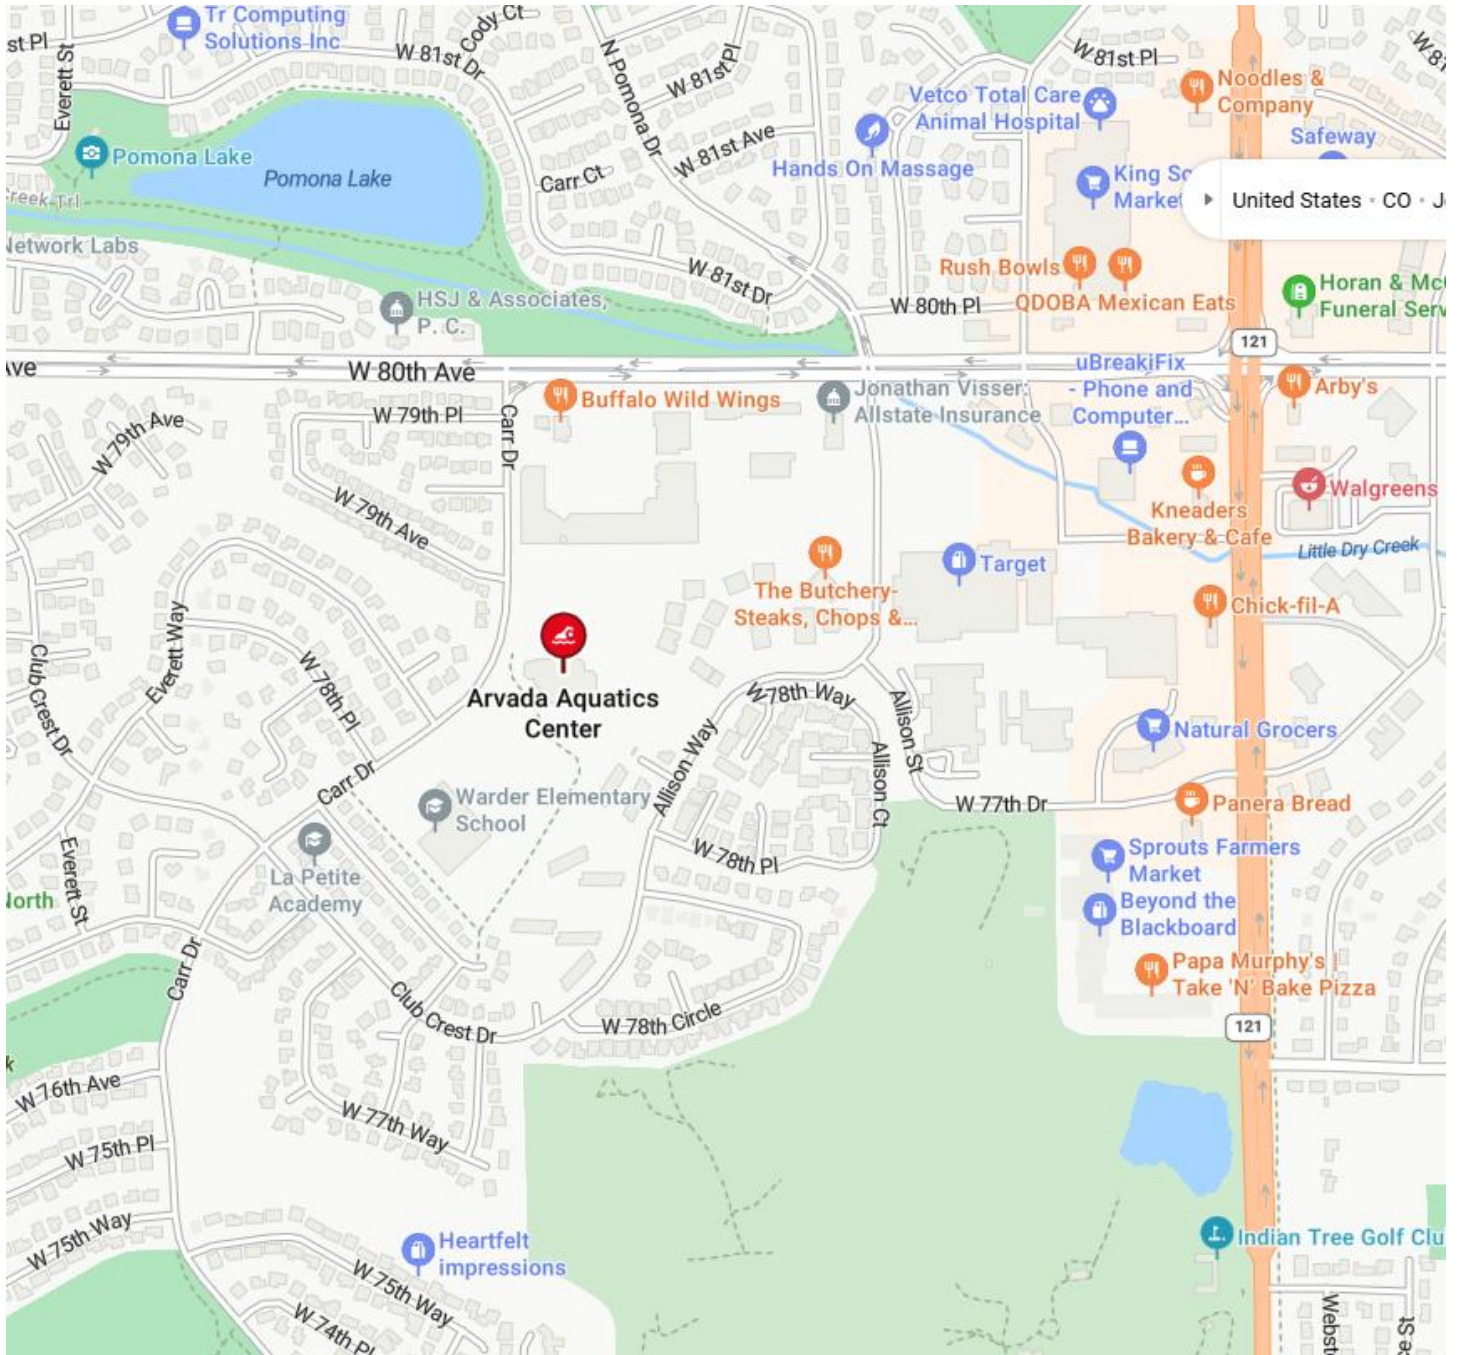 Tr Computing
Solutions Inc
Cody Ct
st Pl
Everett St
W 81st Dr
N Pomona Dr
W 81st Pl
W 81st Pl
W 81
Noodles &
Company
Vetco Total Care
Animal Hospital
Safeway
Pomona Lake
Pomona Lake
W 81st Ave
Carr Ct
Hands On Massage
King So
Market
United States • CO • J
reek Trl
Network Labs
W 81st Dr
Rush Bowls
QDOBA Mexican Eats
Horan & Mc
Funeral Serv
HSJ & Associates,
P. C.
W 80th Pl
121
Ave
W 80th Ave
uBreakiFix
- Phone and
Computer...
Arby's
Buffalo Wild Wings
Jonathan Visser:
Allstate Insurance
W 79th Pl
Carr Dr
W 79th Ave
W 79th Ave
Walgreens
Kneaders
Bakery & Cafe
Little Dry Creek
Target
The Butchery-
Steaks, Chops &...
Chick-fil-A
Everett Way
Club Crest Dr
W 78th Pl
Arvada Aquatics
Center
W 78th Way
Allison St
Natural Grocers
Allison Way
Allison Ct
Carr Dr
Warder Elementary
School
W 77th Dr
Panera Bread
W 78th Pl
Sprouts Farmers
Market
La Petite
Academy
Everett St
North
Beyond the
Blackboard
Carr Dr
Papa Murphy's |
Take 'N' Bake Pizza
Club Crest Dr
W 78th Circle
121
k
W 76th Ave
W 77th Way
W 75th Pl
W 75th Way
Heartfelt
impressions
Indian Tree Golf Clu
W 75th Way
W 74th Pl
Webst
es St